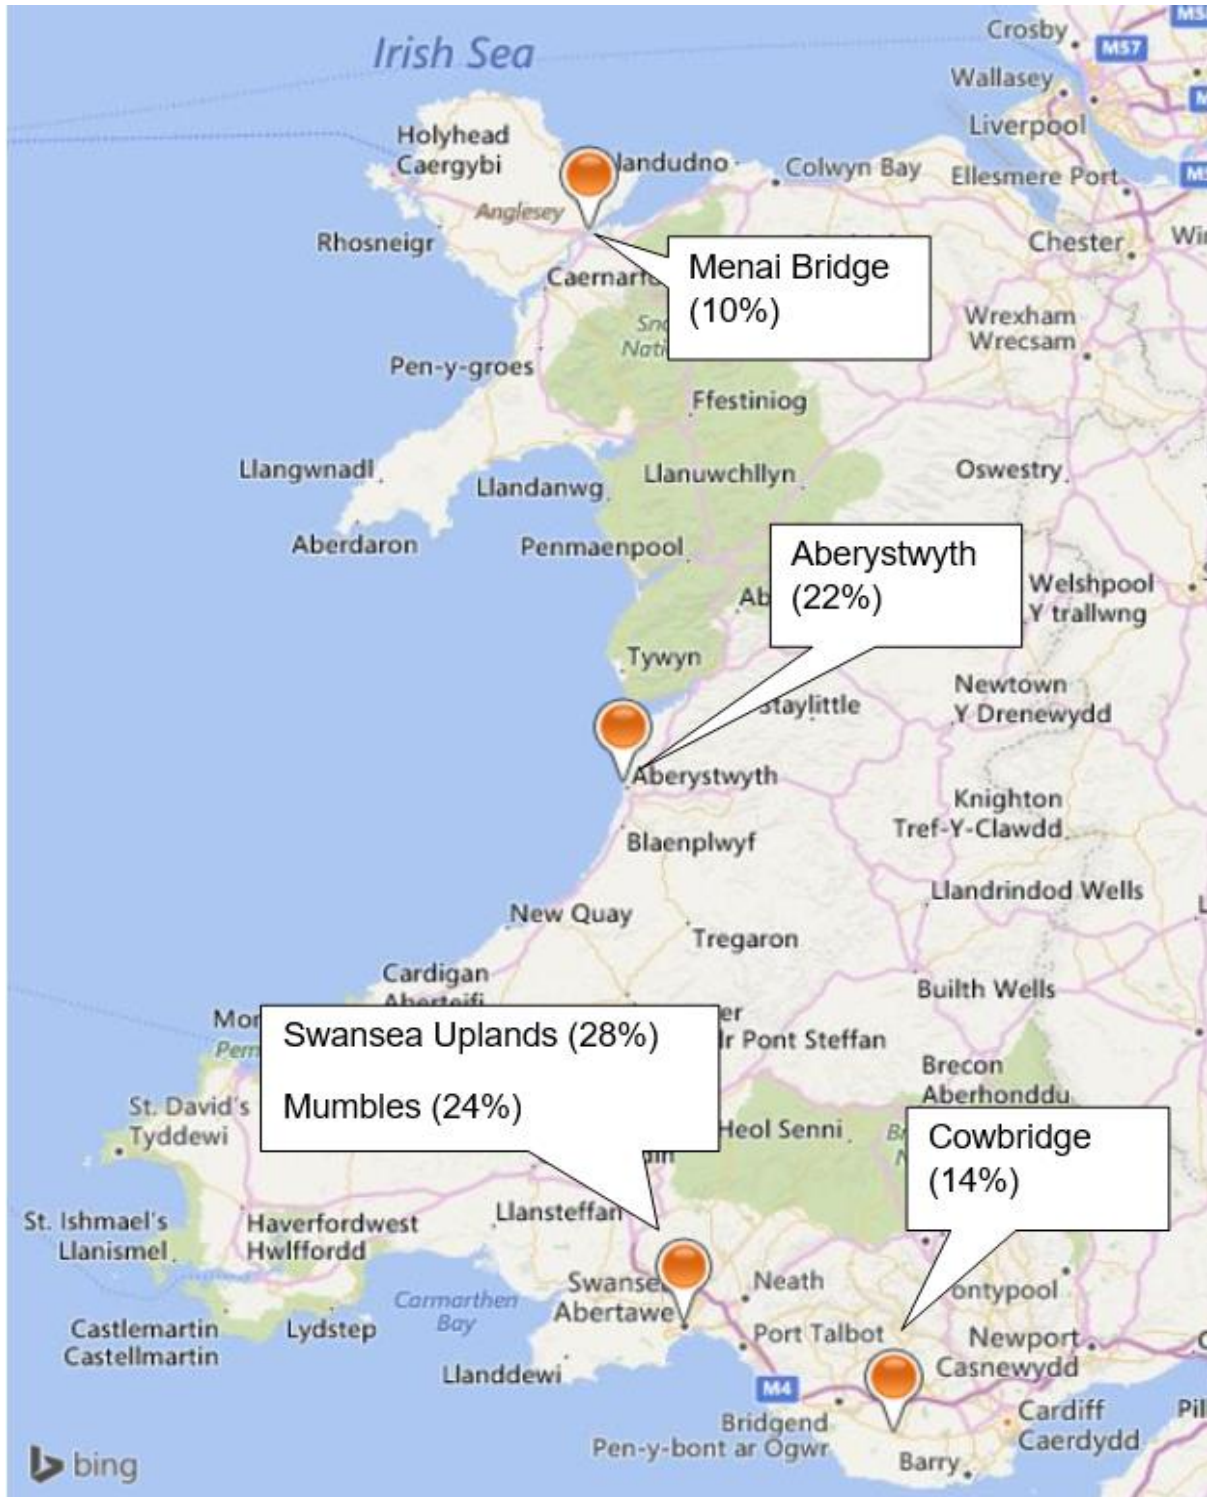 Irish Sea
Crosby
M57
Wallasey
Liverpool
Holyhead
Caergybi
Colwyn Bay
Ellesmere Port
Anglesey
Rhosneigr
Chester
Menai Bridge
(10%)
Wrexham
Wrecsam
Pen-y-groes
Ffestiniog
Llangwnadl
Llandanwg
Llanuwchllyn
Oswestry
Aberdaron
Penmaenpool
Aberystwyth
(22%)
Welshpool
Y trallwng
Tywyn
Staylittle
Newtown
Y Drenewydd
Aberystwyth
Blaenplwyf
Knighton
Tref-Y-Clawdd
Llandrindod Wells
New Quay
Tregaron
Cardigan
Aberteifi
Builth Wells
Swansea Uplands (28%)
Mumbles (24%)
Pont Steffan
Brecon
Aberhonddu
St. David's
Tyddewi
Heol Senni
Cowbridge
(14%)
St. Ishmael's
Llanismel
Haverfordwest
Hwlffordd
Llansteffan
Carmarthen
Bay
Abertawe
Neath
Castlemartin
Castellmartin
Lydstep
Port Talbot
Newport
Casnewydd
Llanddewi
M4
Bridgend
Pen-y-bont ar Ogwr
Cardiff
Caerdydd
Barry
bing